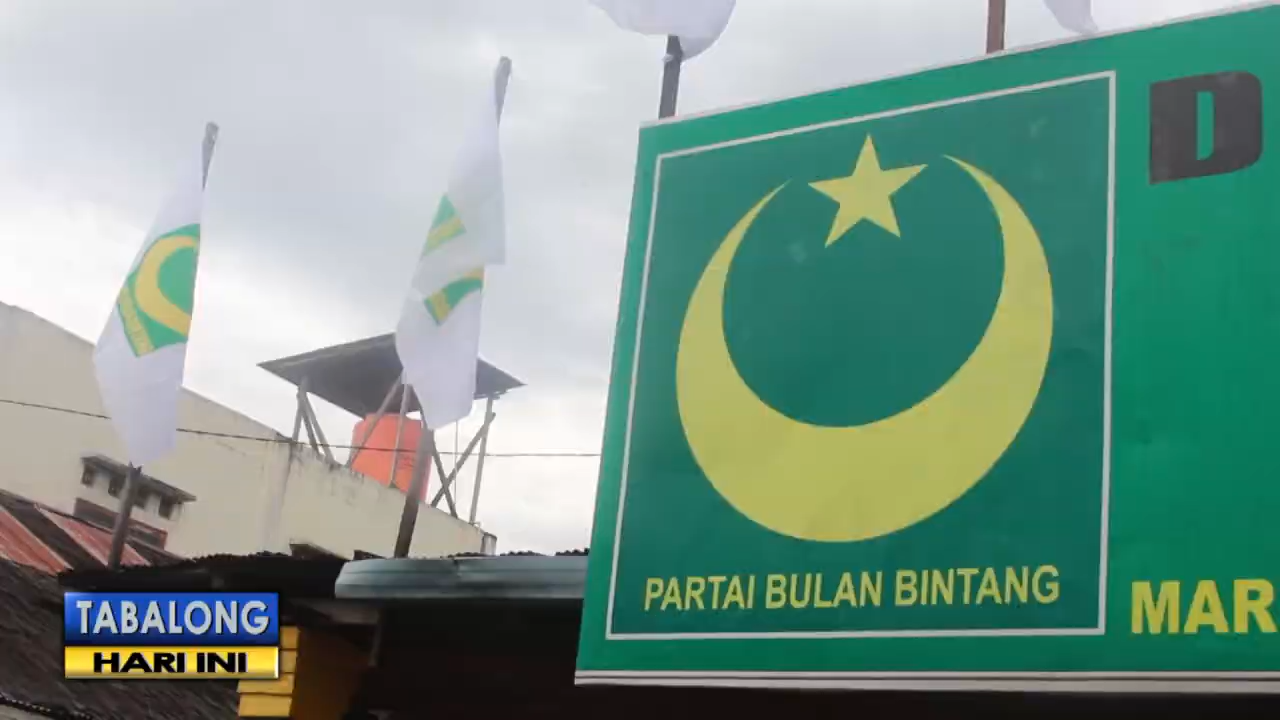 D
PARTAI BULAN BINTANG
MAR
TABALONG
HARI INI